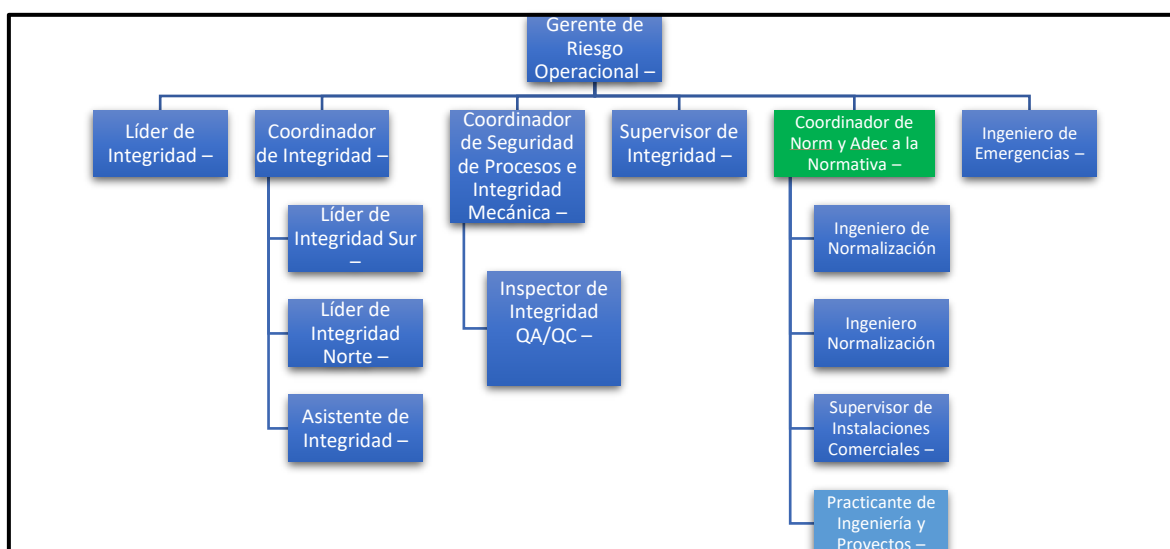 Gerente de
Riesgo
Operacional –
Líder de
Integridad –
Coordinador
de Integridad –
Coordinador
de Seguridad
de Procesos e
Integridad
Mecánica –
Supervisor de
Integridad –
Coordinador de
Norm y Adec a la
Normativa –
Ingeniero de
Emergencias –
Líder de
Integridad Sur
–
Líder de
Integridad
Norte –
Asistente de
Integridad –
Inspector de
Integridad
QA/QC –
Ingeniero de
Normalización
Ingeniero
Normalización
Supervisor de
Instalaciones
Comerciales –
Practicante de
Ingeniería y
Proyectos –